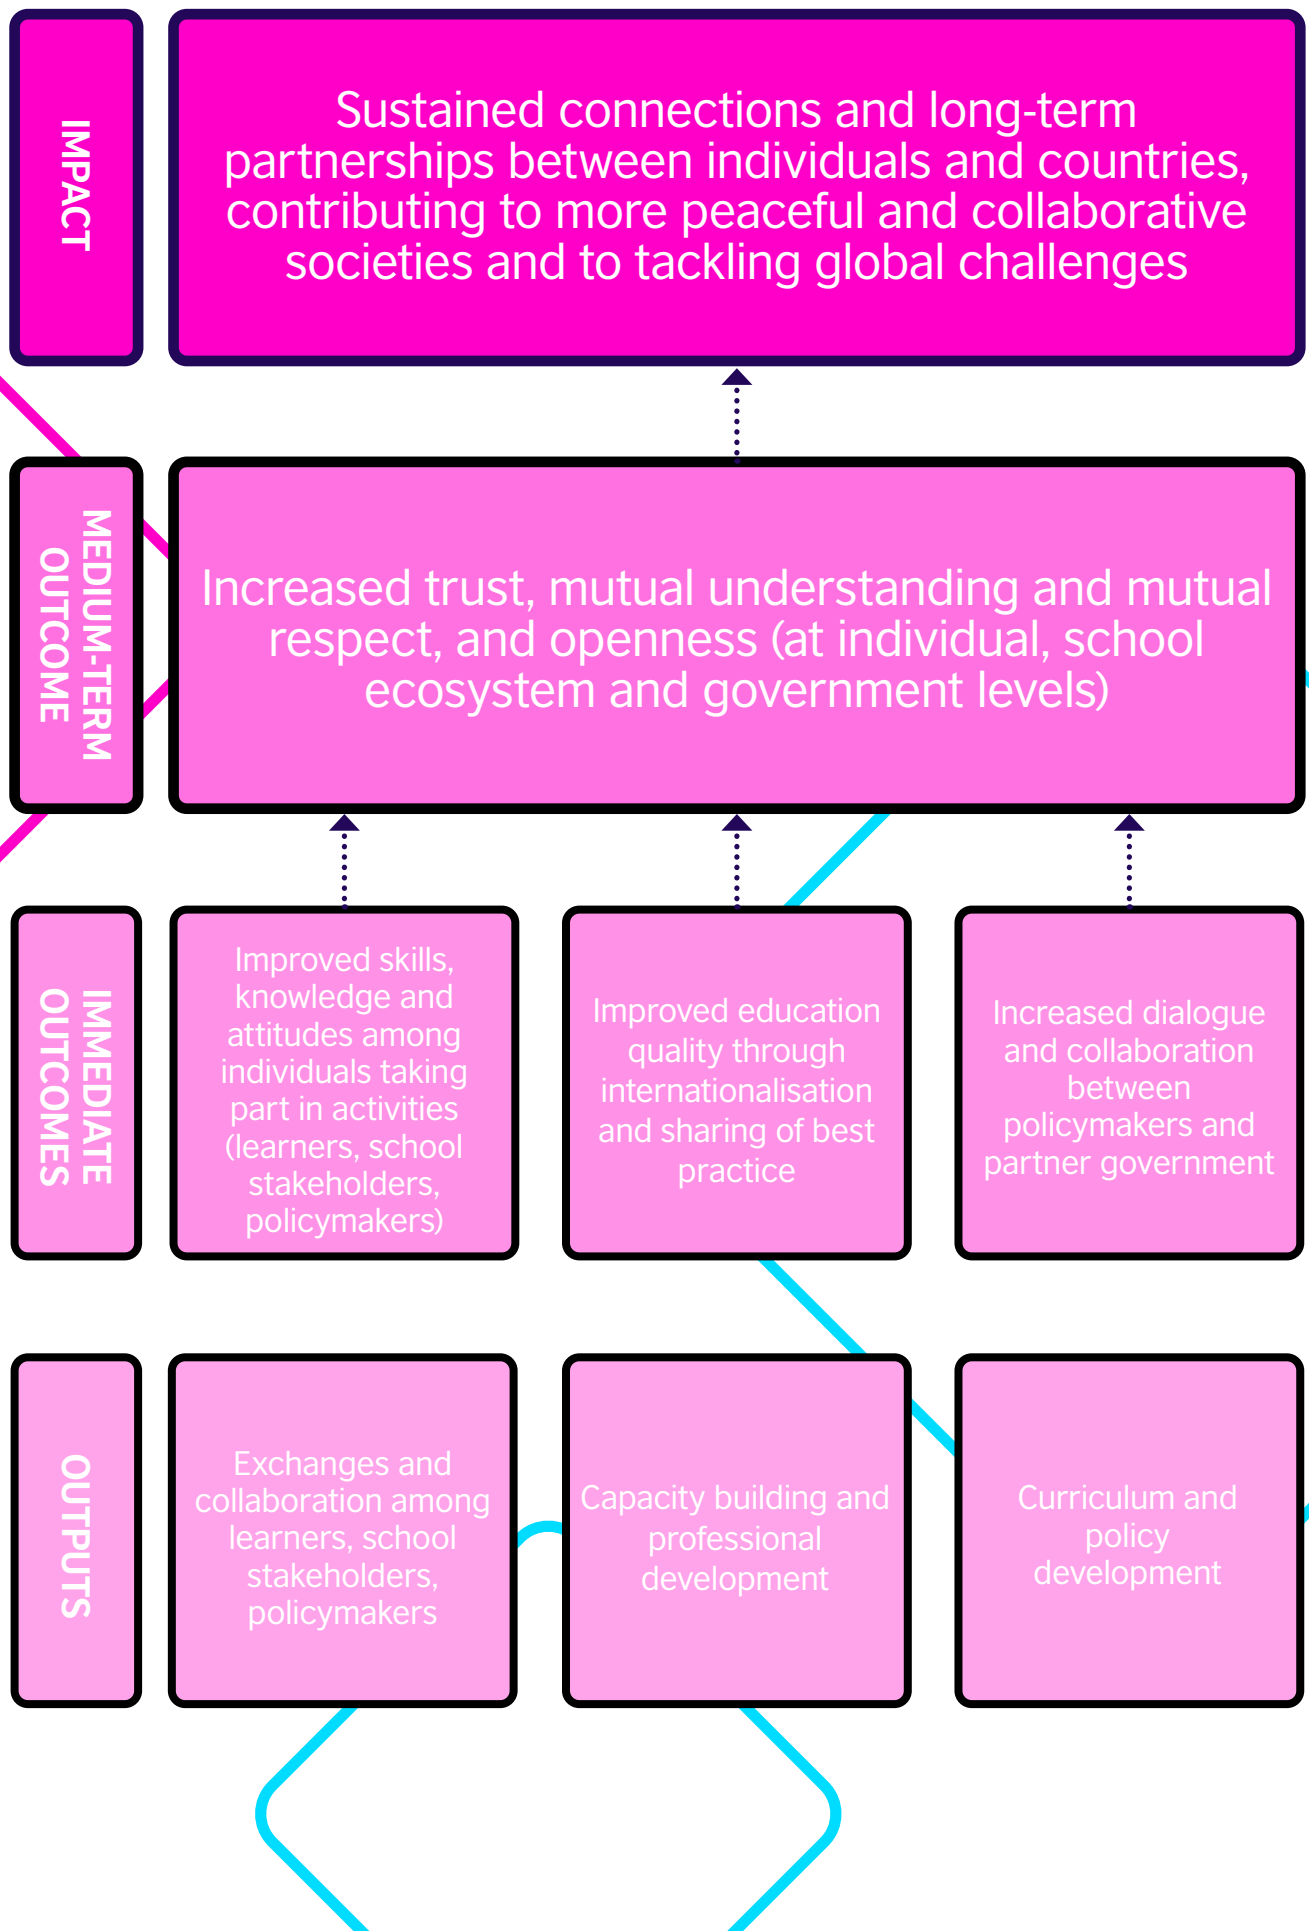 IMPACT
Sustained connections and long-term
partnerships between individuals and countries,
contributing to more peaceful and collaborative
societies and to tackling global challenges
MEDIUM-TERM
OUTCOME
Increased trust, mutual understanding and mutual
respect, and openness (at individual, school
ecosystem and government levels)
IMMEDIATE
OUTCOMES
Improved skills,
knowledge and
attitudes among
individuals taking
part in activities
(learners, school
stakeholders,
policymakers)
Improved education
quality through
internationalisation
and sharing of best
practice
Increased dialogue
and collaboration
between
policymakers and
partner government
OUTPUTS
Exchanges and
collaboration among
learners, school
stakeholders,
policymakers
Capacity building and
professional
development
Curriculum and
policy
development